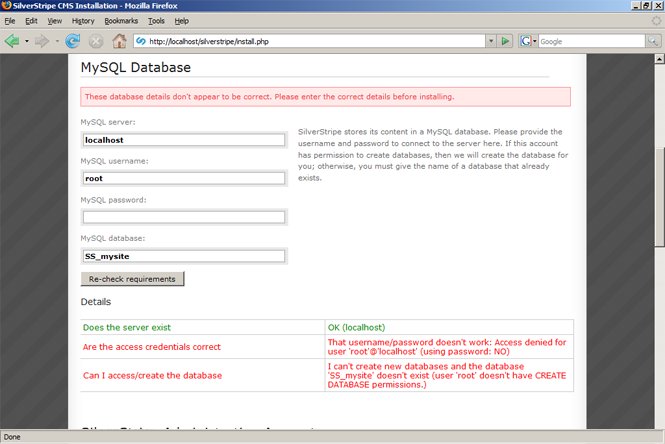 SilverStripe CMS Installation - Mozilla Firefox
File Edit View History Bookmarks Tools Help
http://localhost/silverstripe/install.php
Google
MySQL Database
These database details don't appear to be correct. Please enter the correct details before installing.
MySQL server:
localhost
MySQL username:
root
MySQL password:
MySQL database:
SS_mysite
SilverStripe stores its content in a MySQL database. Please provide the
username and password to connect to the server here. If this account
has permission to create databases, then we will create the database for
you; otherwise, you must give the name of a database that already
exists.
Re-check requirements
Details
Does the server exist OK (localhost)
Are the access credentials correct That username/password doesn't work: Access denied for
user 'root'@'localhost' (using password: NO)
Can I access/create the database I can't create new databases and the database
'SS_mysite' doesn't exist (user 'root' doesn't have CREATE
DATABASE permissions.)
Done